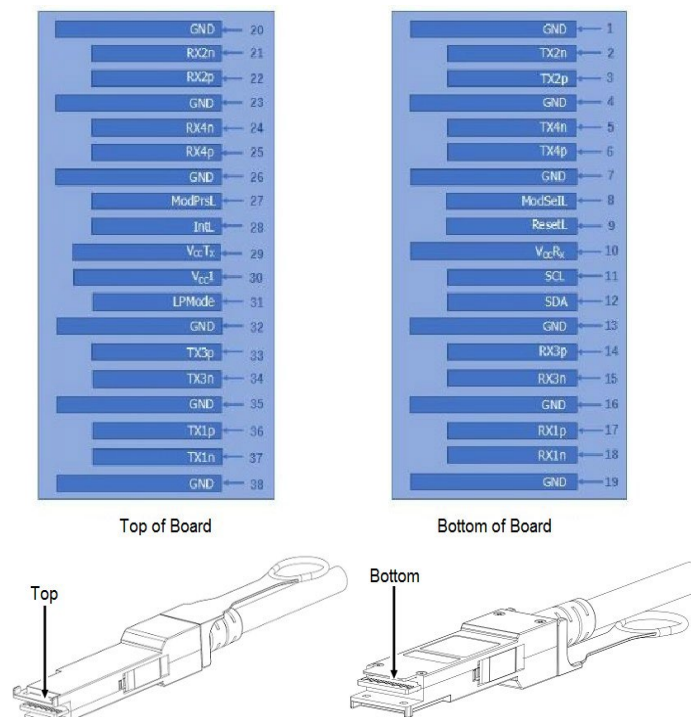 GND 20
RX2n 21
RX2p 22
GND 23
RX4n 24
RX4p 25
GND 26
ModPrsL 27
IntL 28
VCCTx 29
VCC1 30
LPMode 31
GND 32
TX3p 33
TX3n 34
GND 35
TX1p 36
TX1n 37
GND 38
Top of Board
GND 1
TX2n 2
TX2p 3
GND 4
TX4n 5
TX4p 6
GND 7
ModSelL 8
ResetL 9
VCCRx 10
SCL 11
SDA 12
GND 13
RX3p 14
RX3n 15
GND 16
RX1p 17
RX1n 18
GND 19
Bottom of Board
Top
Bottom